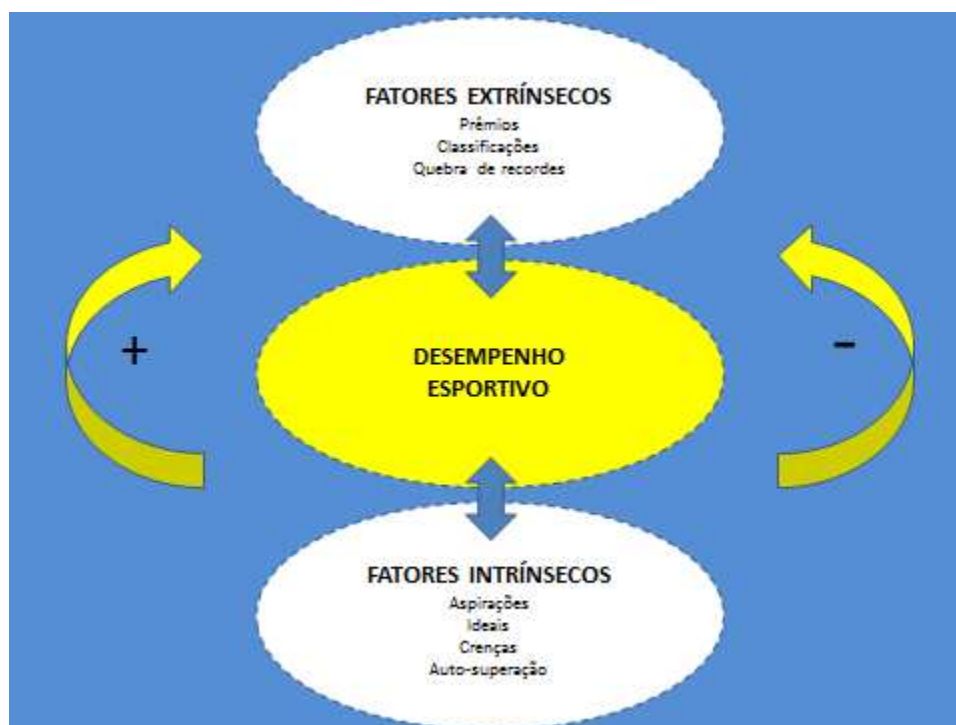 FATORES EXTRÍNSECOS
Prêmios
Classificações
Quebra de recordes
+
-
DESEMPENHO
ESPORTIVO
FATORES INTRÍNSECOS
Aspirações
Ideais
Crenças
Auto-superação